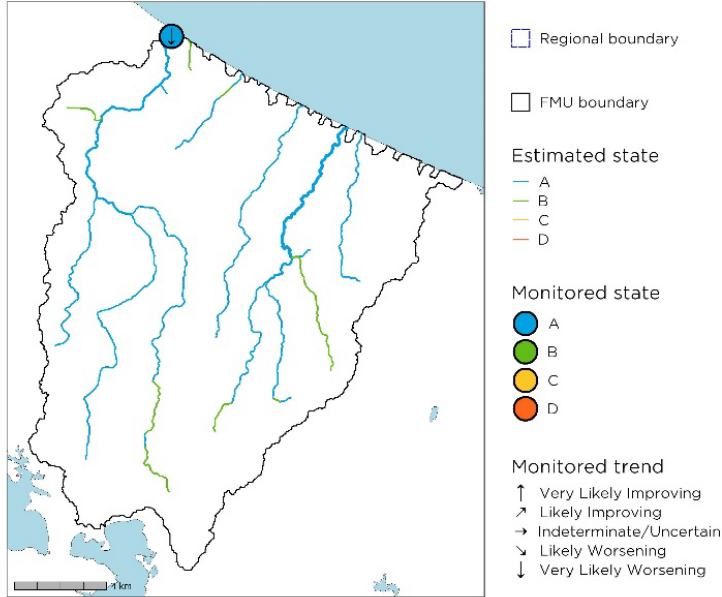 Regional boundary
FMU boundary
Estimated state
A
B
C
D
Monitored state
A
B
C
D
Monitored trend
↑ Very Likely Improving
↗ Likely Improving
→ Indeterminate/Uncertain
↘ Likely Worsening
↓ Very Likely Worsening
km